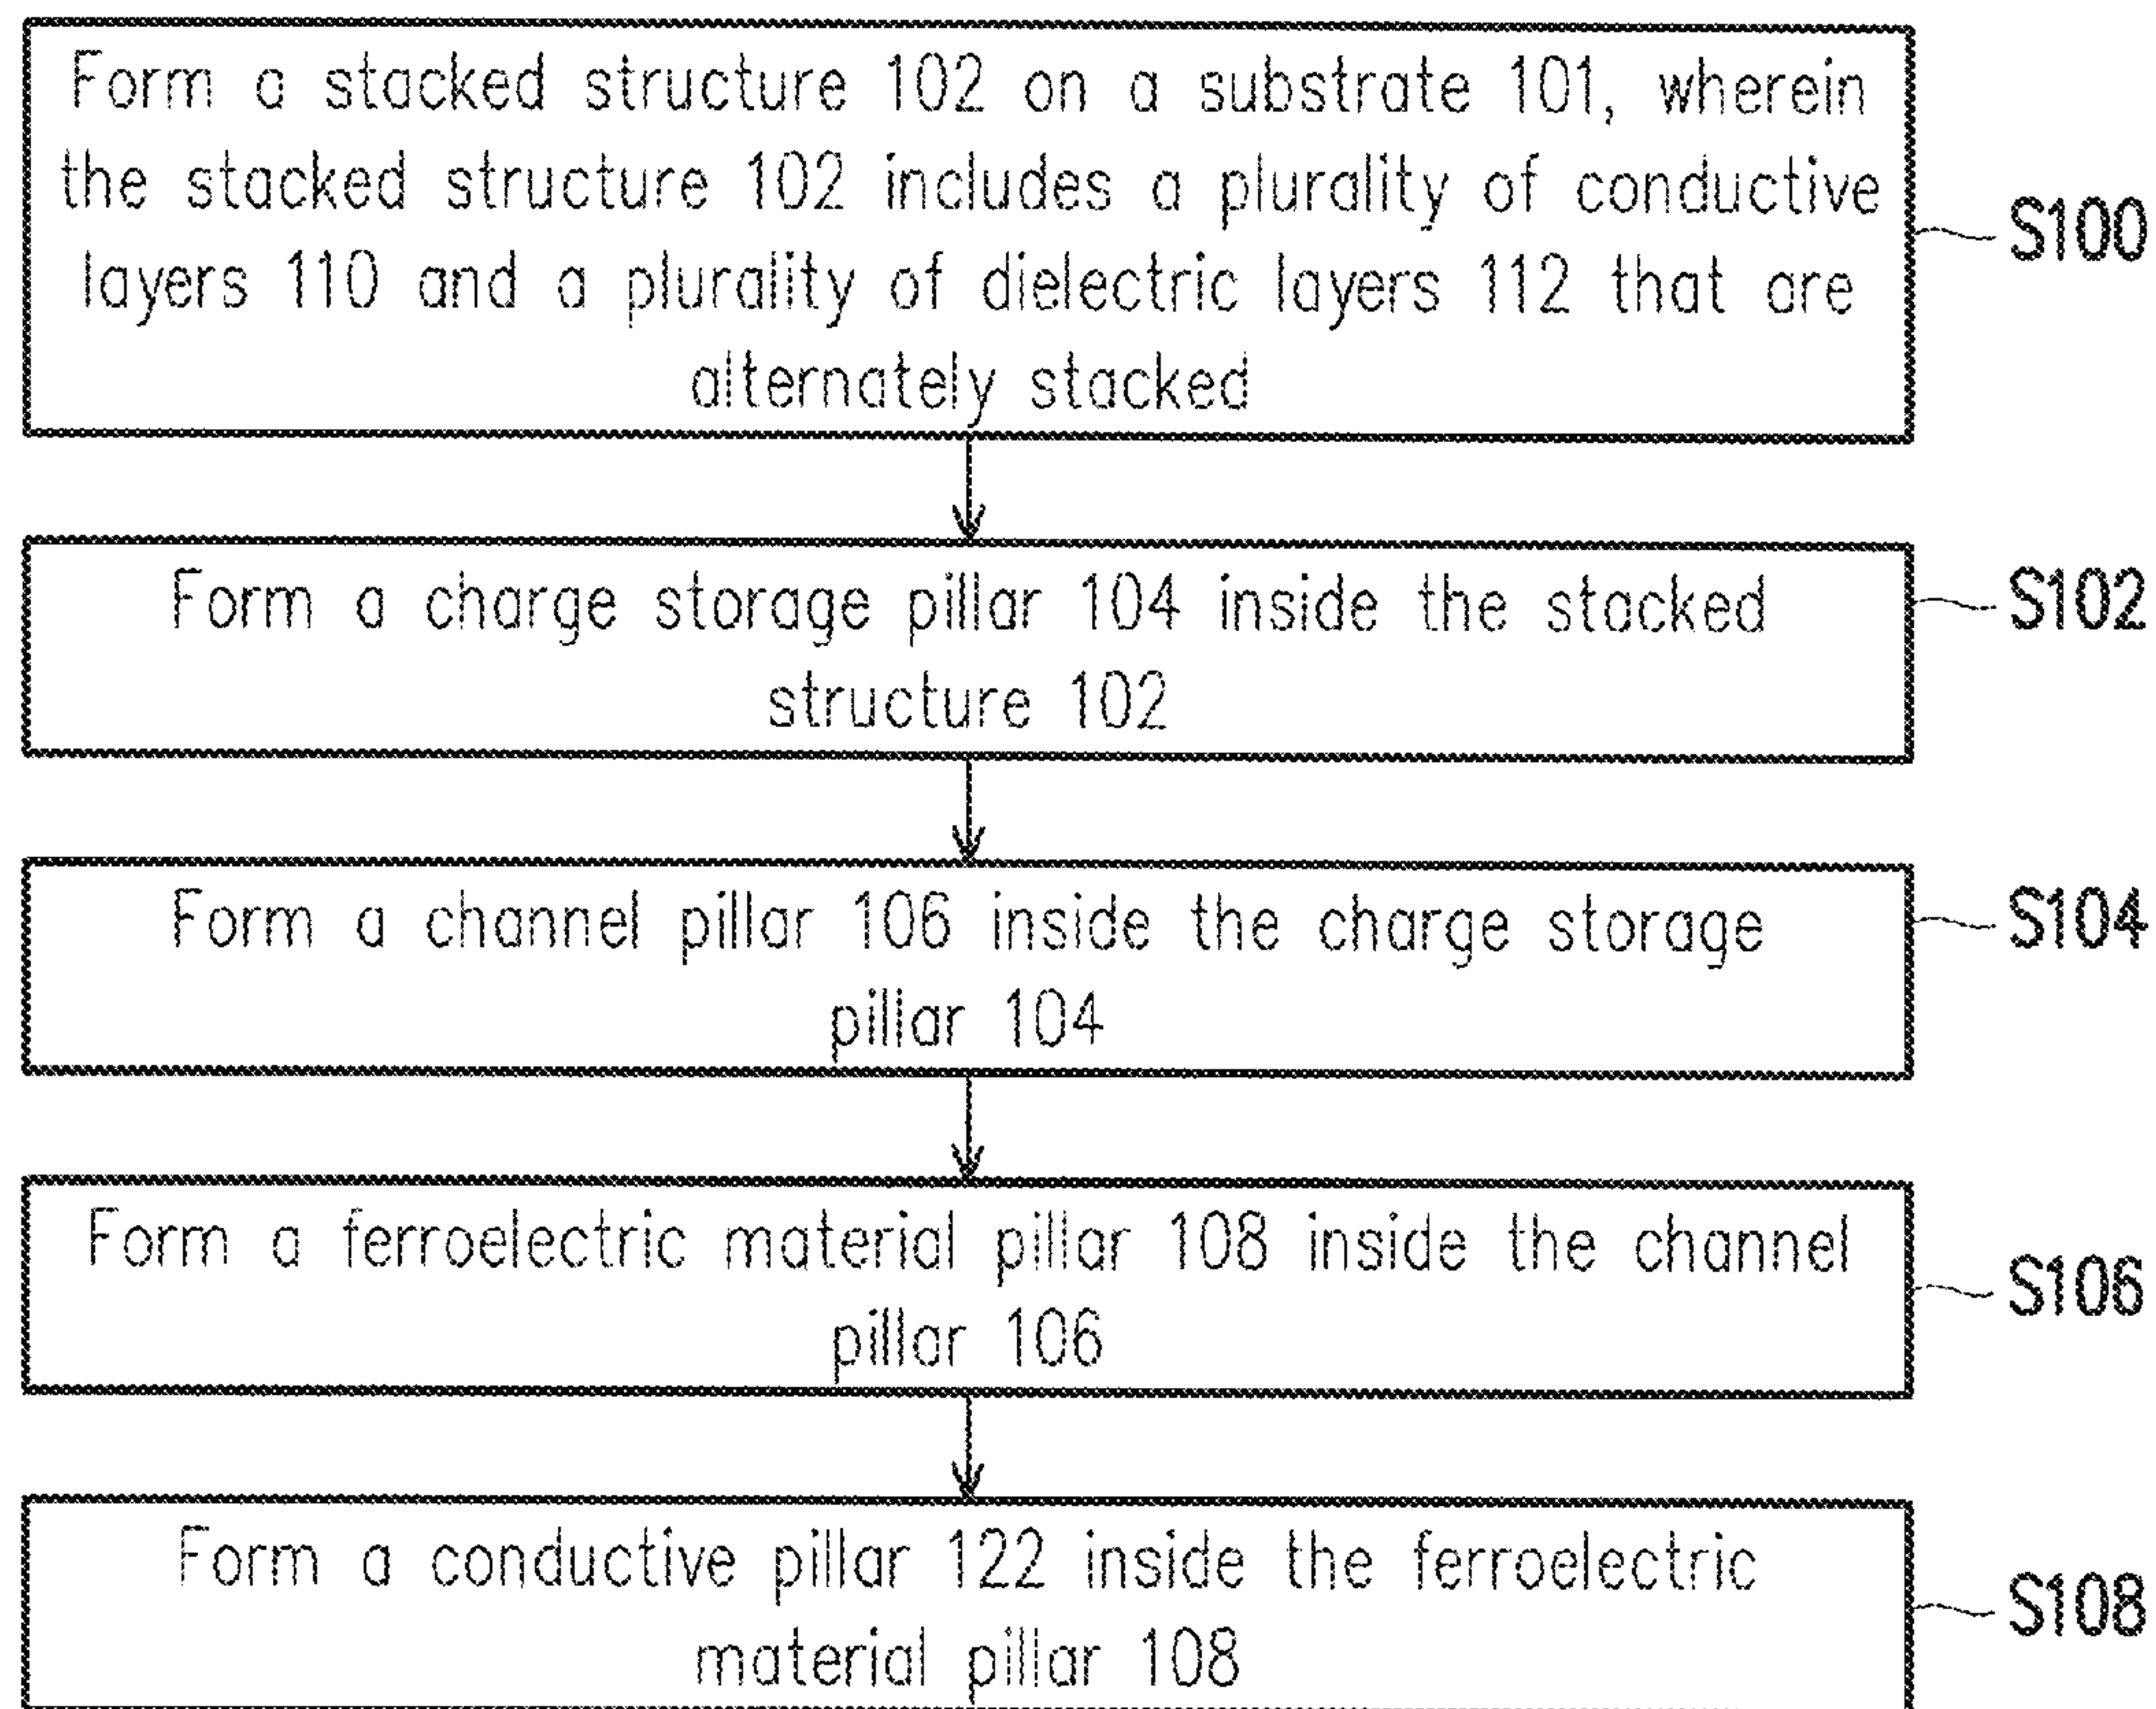 Form a stacked structure 102 on a substrate 101, wherein
the stacked structure 102 includes a plurality of conductive
layers 110 and a plurality of dielectric layers 112 that are
alternately stacked
S100
Form a charge storage pillar 104 inside the stacked
structure 102
S102
Form a channel pillar 106 inside the charge storage
pillar 104
S104
Form a ferroelectric material pillar 108 inside the channel
pillar 106
S106
Form a conductive pillar 122 inside the ferroelectric
material pillar 108
S108